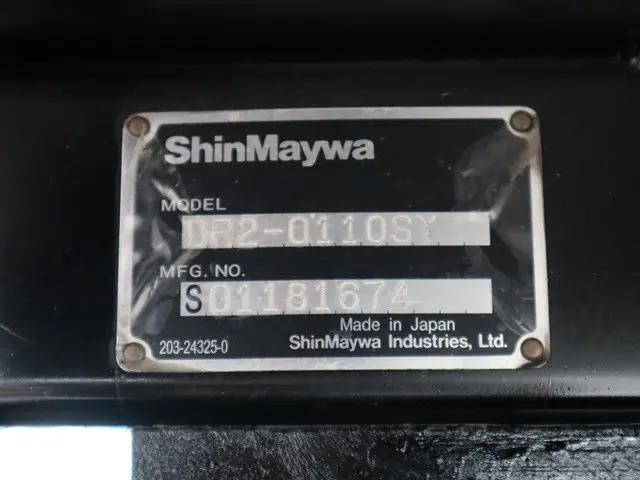 ShinMaywa
MODEL
DR2-0110SY
MFG. NO.
S01181674
Made in Japan
203-24325-0
ShinMaywa Industries, Ltd.